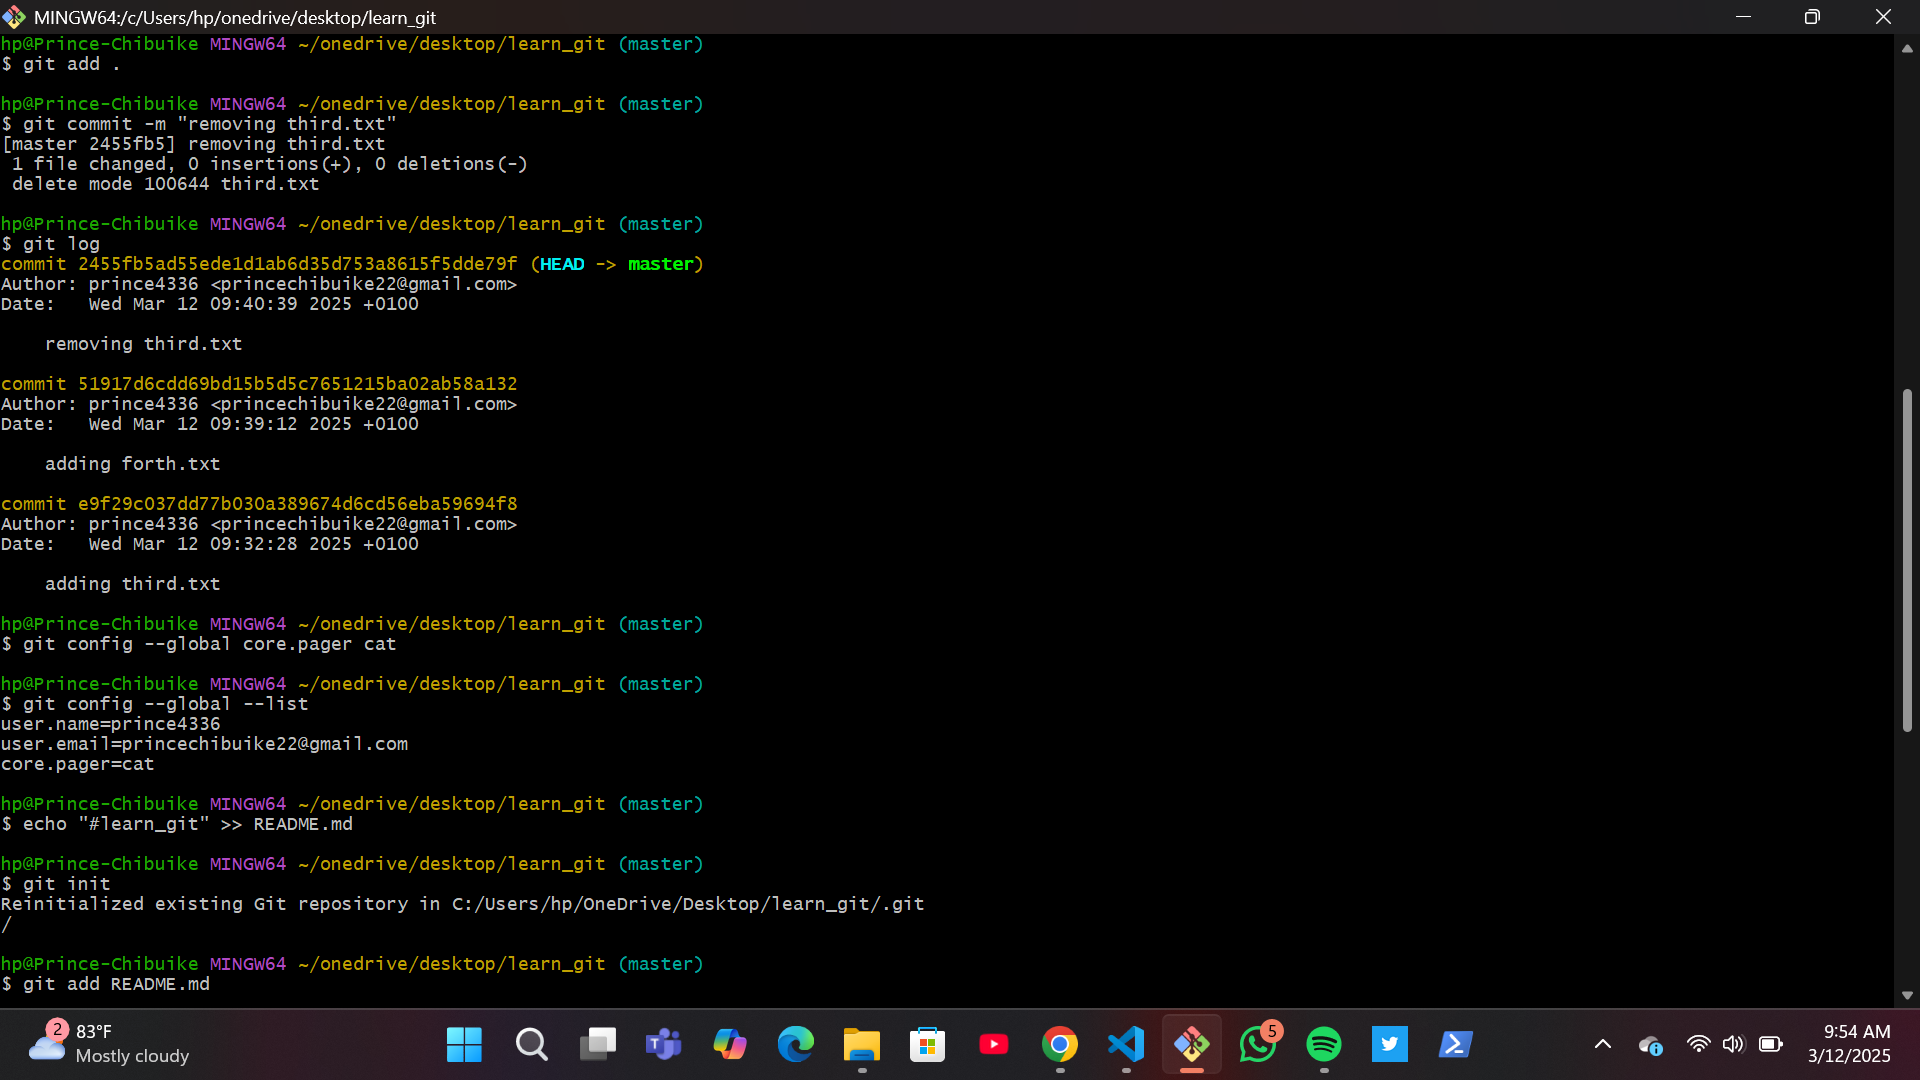 MINGW64:/c/Users/hp/onedrive/desktop/learn_git
hp@Prince-Chibuike MINGW64 ~/onedrive/desktop/learn_git (master)
$ git add .
hp@Prince-Chibuike MINGW64 ~/onedrive/desktop/learn_git (master)
$ git commit -m "removing third.txt"
[master 2455fb5] removing third.txt
 1 file changed, 0 insertions(+), 0 deletions(-)
 delete mode 100644 third.txt
hp@Prince-Chibuike MINGW64 ~/onedrive/desktop/learn_git (master)
$ git log
commit 2455fb5ad55ede1d1ab6d35d753a8615f5dde79f (HEAD -> master)
Author: prince4336 <princechibuike22@gmail.com>
Date:   Wed Mar 12 09:40:39 2025 +0100
    removing third.txt
commit 51917d6cdd69bd15b5d5c7651215ba02ab58a132
Author: prince4336 <princechibuike22@gmail.com>
Date:   Wed Mar 12 09:39:12 2025 +0100
    adding forth.txt
commit e9f29c037dd77b030a389674d6cd56eba59694f8
Author: prince4336 <princechibuike22@gmail.com>
Date:   Wed Mar 12 09:32:28 2025 +0100
    adding third.txt
hp@Prince-Chibuike MINGW64 ~/onedrive/desktop/learn_git (master)
$ git config --global core.pager cat
hp@Prince-Chibuike MINGW64 ~/onedrive/desktop/learn_git (master)
$ git config --global --list
user.name=prince4336
user.email=princechibuike22@gmail.com
core.pager=cat
hp@Prince-Chibuike MINGW64 ~/onedrive/desktop/learn_git (master)
$ echo "#learn_git" >> README.md
hp@Prince-Chibuike MINGW64 ~/onedrive/desktop/learn_git (master)
$ git init
Reinitialized existing Git repository in C:/Users/hp/OneDrive/Desktop/learn_git/.git
/
hp@Prince-Chibuike MINGW64 ~/onedrive/desktop/learn_git (master)
$ git add README.md
2
83°F
Mostly cloudy
5
9:54 AM
3/12/2025